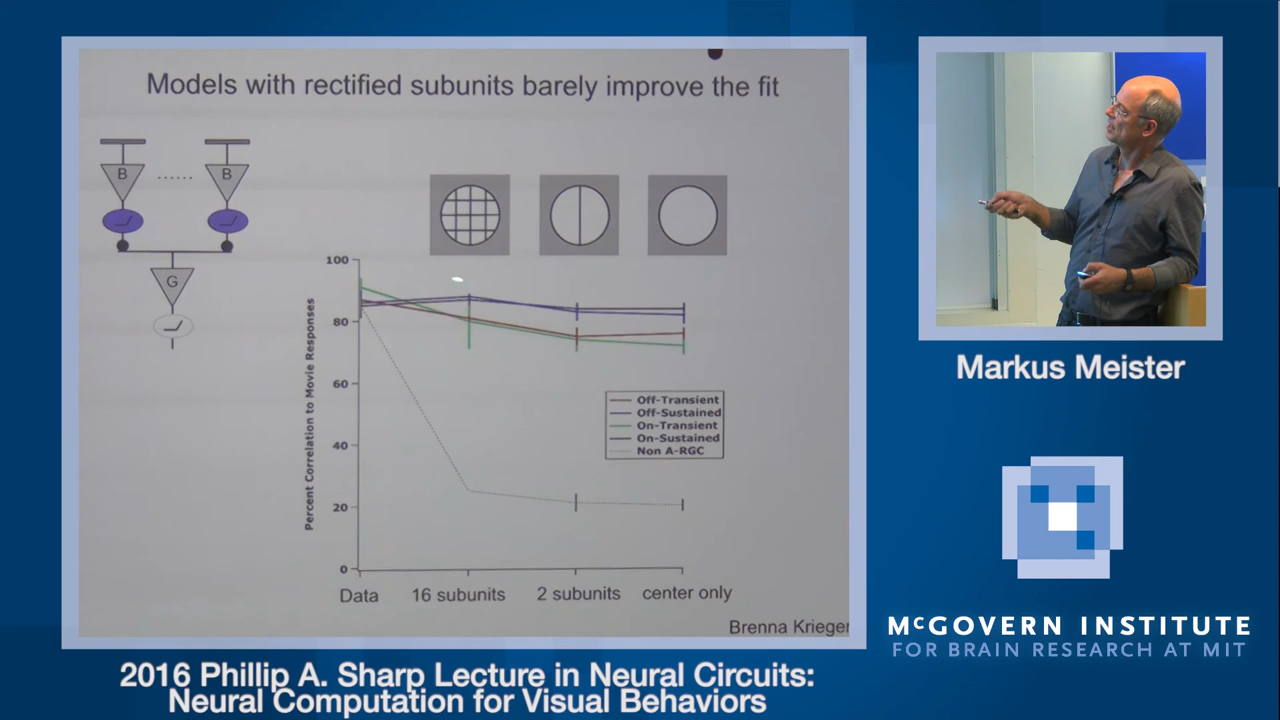 Models with rectified subunits barely improve the fit
B
B
G
100
80
60
40
20
0
Percent Correlation to Movie Responses
Off-Transient
Off-Sustained
On-Transient
On-Sustained
Non A-RGC
Data
16 subunits
2 subunits
center only
Brenna Krieger
Markus Meister
MCGOVERN INSTITUTE
FOR BRAIN RESEARCH AT MIT
2016 Phillip A. Sharp Lecture in Neural Circuits:
Neural Computation for Visual Behaviors